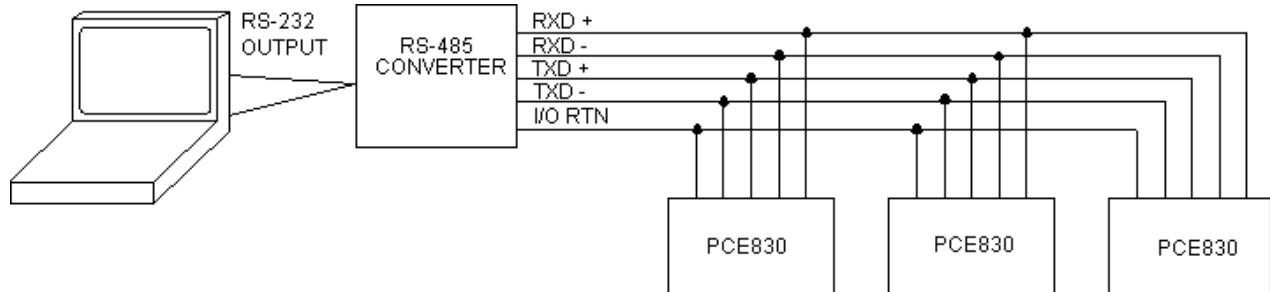 RS-232
OUTPUT
RS-485
CONVERTER
RXD +
RXD -
TXD +
TXD -
I/O RTN
PCE830
PCE830
PCE830